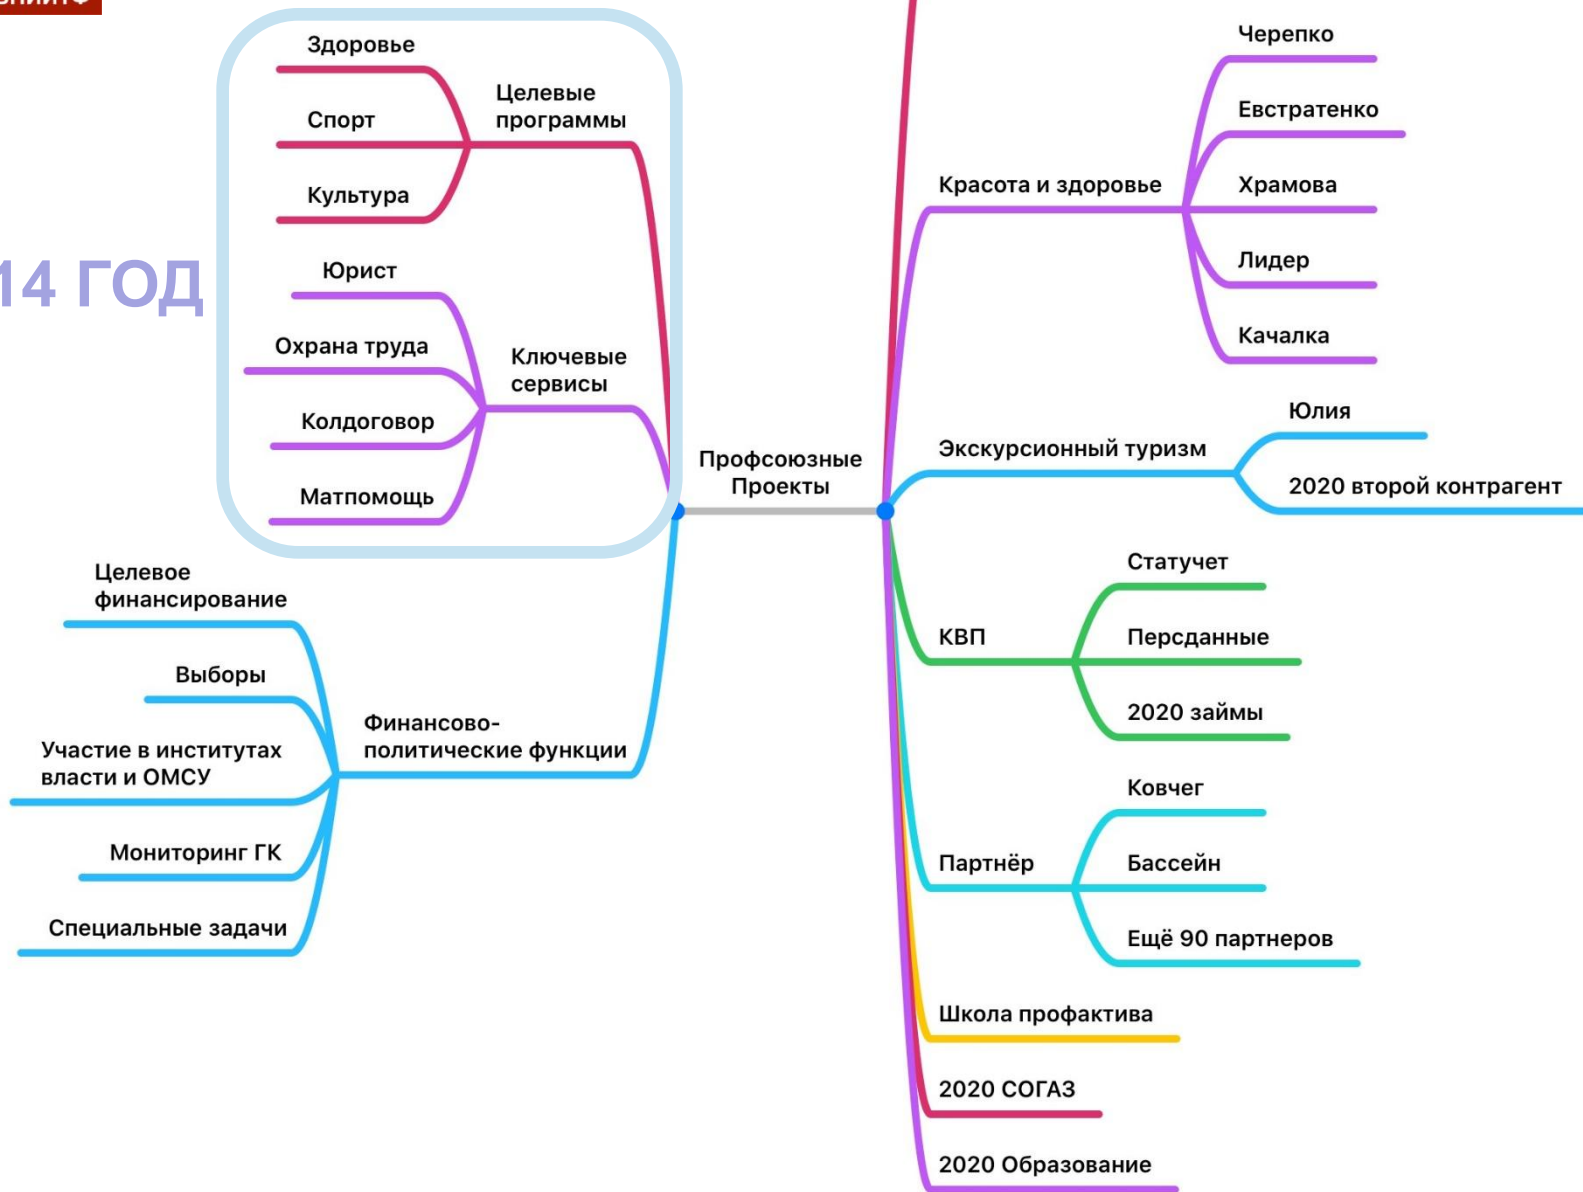 Здоровье
Спорт
Культура
Целевые
программы
14 ГОД
Юрист
Охрана труда
Колдоговор
Матпомощь
Ключевые
сервисы
Целевое
финансирование
Выборы
Участие в институтах
власти и ОМСУ
Мониторинг ГК
Специальные задачи
Финансово-
политические функции
Профсоюзные
Проекты
Красота и здоровье
Черепко
Евстратенко
Храмова
Лидер
Качалка
Экскурсионный туризм
Юлия
2020 второй контрагент
КВП
Статучет
Персданные
2020 займы
Партнёр
Ковчег
Бассейн
Ещё 90 партнеров
Школа профактива
2020 СОГАЗ
2020 Образование